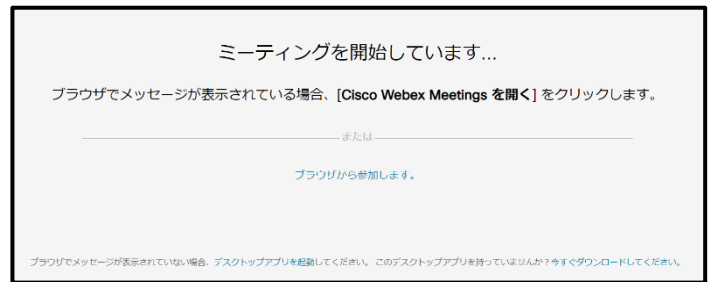 ミーティングを開始しています...
ブラウザでメッセージが表示されている場合、[Cisco Webex Meetings を開く] をクリックします。
または
ブラウザから参加します。
ブラウザでメッセージが表示されていない場合、デスクトップアプリを起動してください。 このデスクトップアプリを持っていませんか？今すぐダウンロードしてください。